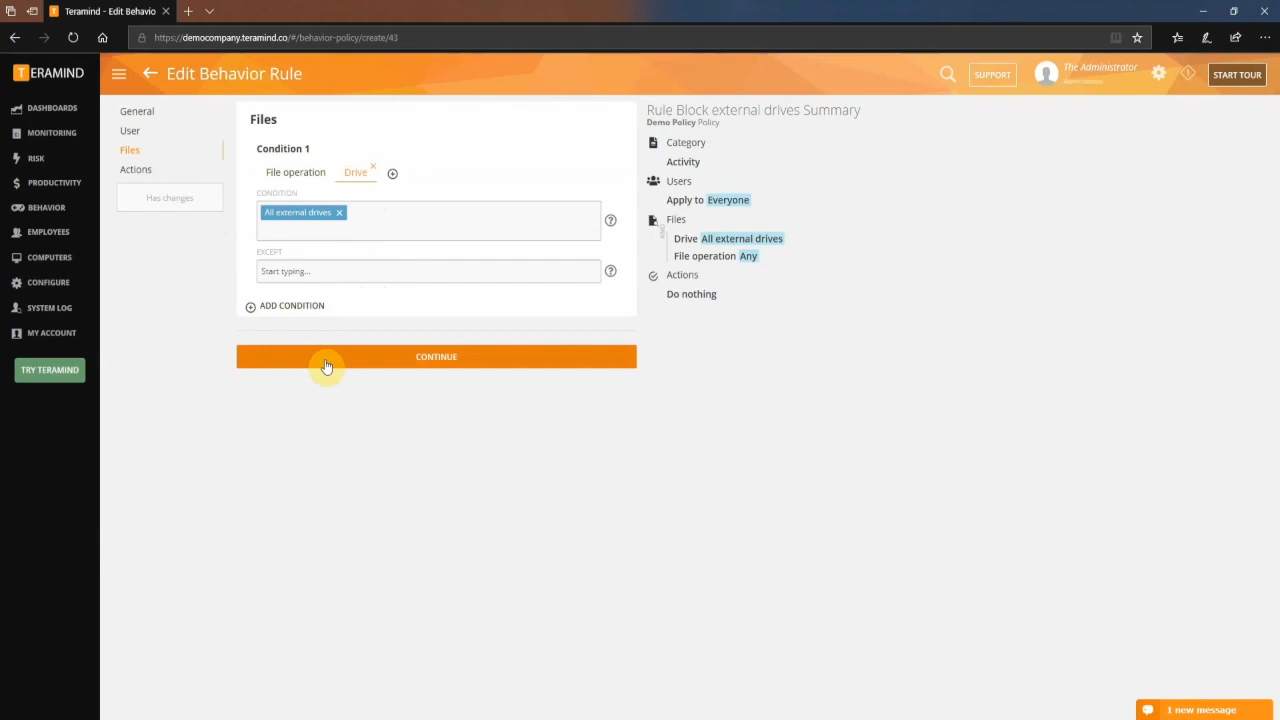 Teramind - Edit Behavio
https://democompany.teramind.co/#/behavior-policy/create/43
TERAMIND
Edit Behavior Rule
SUPPORT
The Administrator
Administrator
START TOUR
DASHBOARDS
MONITORING
RISK
PRODUCTIVITY
BEHAVIOR
EMPLOYEES
COMPUTERS
CONFIGURE
SYSTEM LOG
MY ACCOUNT
TRY TERAMIND
General
User
Files
Actions
Has changes
Files
Condition 1
File operation
Drive
CONDITION
All external drives
EXCEPT
Start typing...
ADD CONDITION
CONTINUE
Rule Block external drives Summary
Demo Policy Policy
Category
Activity
Users
Apply to Everyone
Files
AND
Drive All external drives
File operation Any
Actions
Do nothing
1 new message